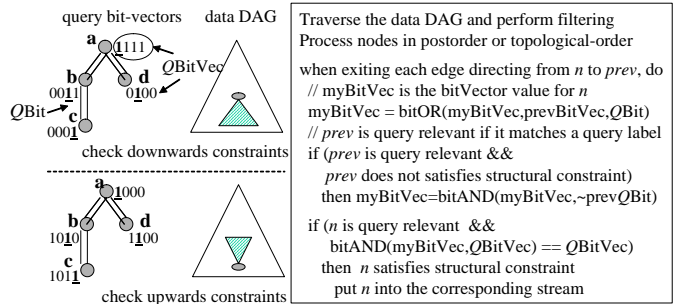 query bit-vectors
data DAG
a
1111
QBitVec
b
d
0011
0100
QBit
c
0001
check downwards constraints
a
1000
b
d
1010
1100
c
1011
check upwards constraints
Traverse the data DAG and perform filtering
Process nodes in postorder or topological-order
when exiting each edge directing from n to prev, do
// myBitVec is the bitVector value for n
myBitVec = bitOR(myBitVec,prevBitVec,QBit)
// prev is query relevant if it matches a query label
if (prev is query relevant &&
prev does not satisfies structural constraint)
then myBitVec=bitAND(myBitVec,~prevQBit)
if (n is query relevant &&
bitAND(myBitVec,QBitVec) == QBitVec)
then n satisfies structural constraint
put n into the corresponding stream